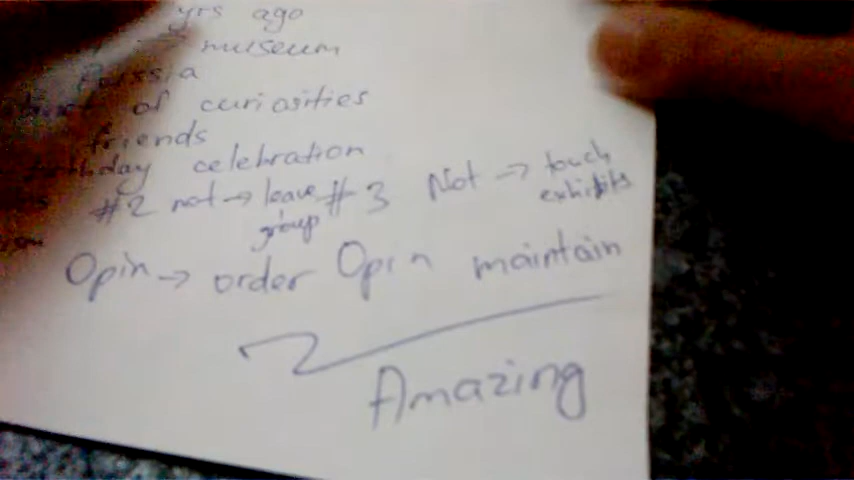 yrs ago
→ museum
Russia
of curiosities
friends
birthday celebration
#2 not → leave group #3 Not → touch exhibits
Opin → order Opin maintain
Amazing